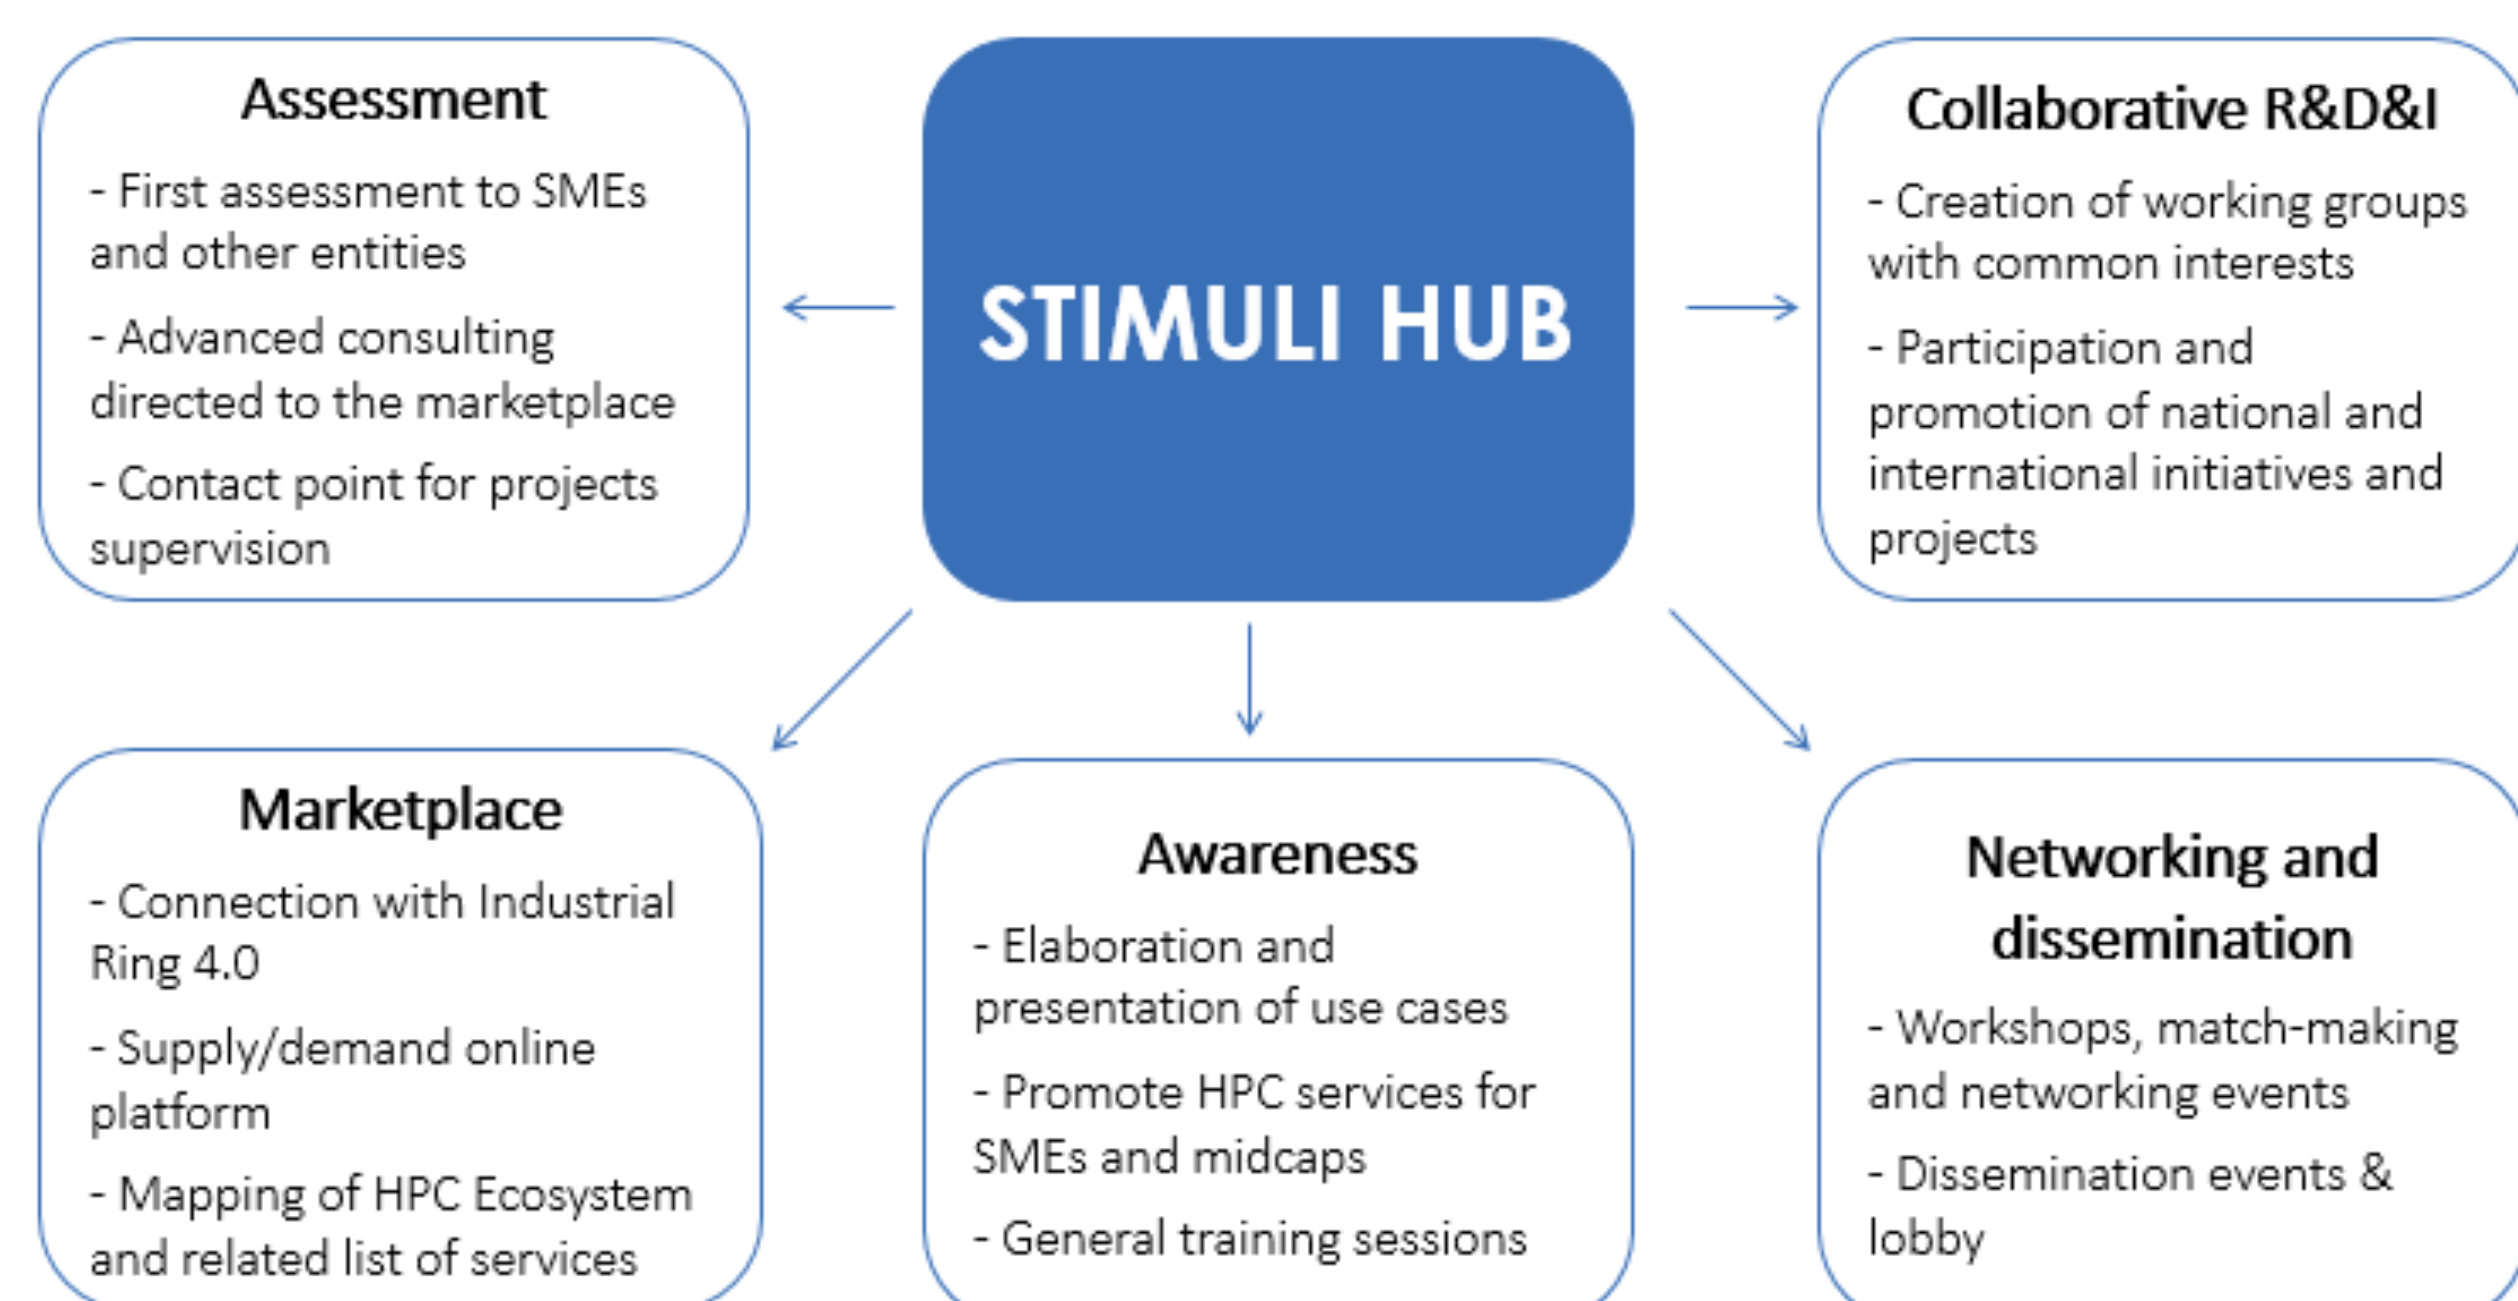 Assessment
- First assessment to SMEs
and other entities
- Advanced consulting
directed to the marketplace
- Contact point for projects
supervision
STIMULI HUB
Collaborative R&D&I
- Creation of working groups
with common interests
- Participation and
promotion of national and
international initiatives and
projects
Marketplace
- Connection with Industrial
Ring 4.0
- Supply/demand online
platform
- Mapping of HPC Ecosystem
and related list of services
Awareness
- Elaboration and
presentation of use cases
- Promote HPC services for
SMEs and midcaps
- General training sessions
Networking and
dissemination
- Workshops, match-making
and networking events
- Dissemination events &
lobby